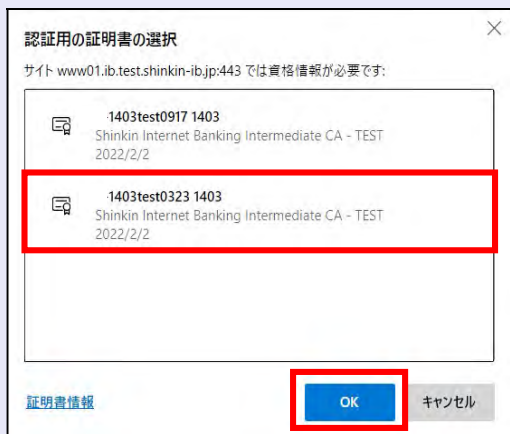 認証用の証明書の選択
サイト www01.ib.test.shinkin-ib.jp:443 では資格情報が必要です:
·1403test0917 1403
Shinkin Internet Banking Intermediate CA - TEST
2022/2/2
·1403test0323 1403
Shinkin Internet Banking Intermediate CA - TEST
2022/2/2
証明書情報
OK
キャンセル